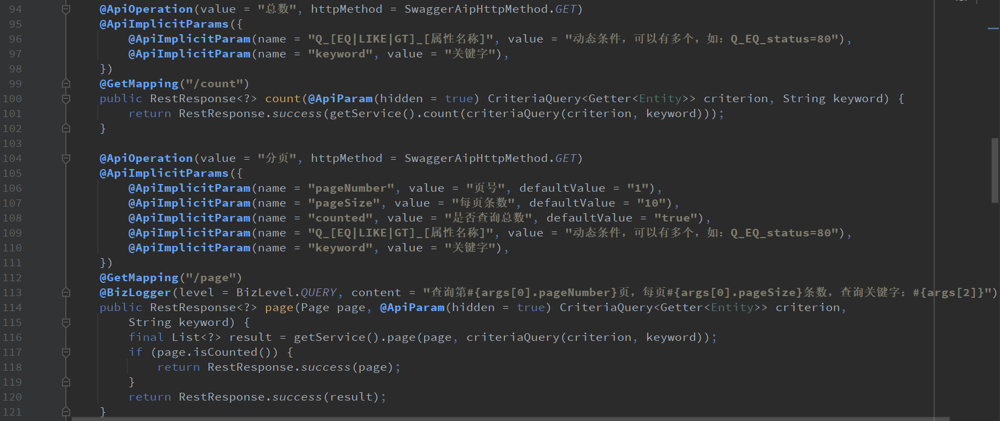 94 @ApiOperation(value = "总数", httpMethod = SwaggerAipHttpMethod.GET)
95 @ApiImplicitParams({
96 @ApiImplicitParam(name = "Q_[EQ|LIKE|GT]_[属性名称]", value = "动态条件，可以有多个，如：Q_EQ_status=80"),
97 @ApiImplicitParam(name = "keyword", value = "关键字"),
98 })
99 @GetMapping("/count")
100 public RestResponse<?> count(@ApiParam(hidden = true) CriteriaQuery<Getter<Entity>> criterion, String keyword) {
101 return RestResponse.success(getService().count(criteriaQuery(criterion, keyword)));
102 }
103
104 @ApiOperation(value = "分页", httpMethod = SwaggerAipHttpMethod.GET)
105 @ApiImplicitParams({
106 @ApiImplicitParam(name = "pageNumber", value = "页号", defaultValue = "1"),
107 @ApiImplicitParam(name = "pageSize", value = "每页条数", defaultValue = "10"),
108 @ApiImplicitParam(name = "counted", value = "是否查询总数", defaultValue = "true"),
109 @ApiImplicitParam(name = "Q_[EQ|LIKE|GT]_[属性名称]", value = "动态条件，可以有多个，如：Q_EQ_status=80"),
110 @ApiImplicitParam(name = "keyword", value = "关键字"),
111 })
112 @GetMapping("/page")
113 @BizLogger(level = BizLevel.QUERY, content = "查询第#{args[0].pageNumber}页，每页#{args[0].pageSize}条数，查询关键字：#{args[2]}")
114 public RestResponse<?> page(Page page, @ApiParam(hidden = true) CriteriaQuery<Getter<Entity>> criterion,
115 String keyword) {
116 final List<?> result = getService().page(page, criteriaQuery(criterion, keyword));
117 if (page.isCounted()) {
118 return RestResponse.success(page);
119 }
120 return RestResponse.success(result);
121 }